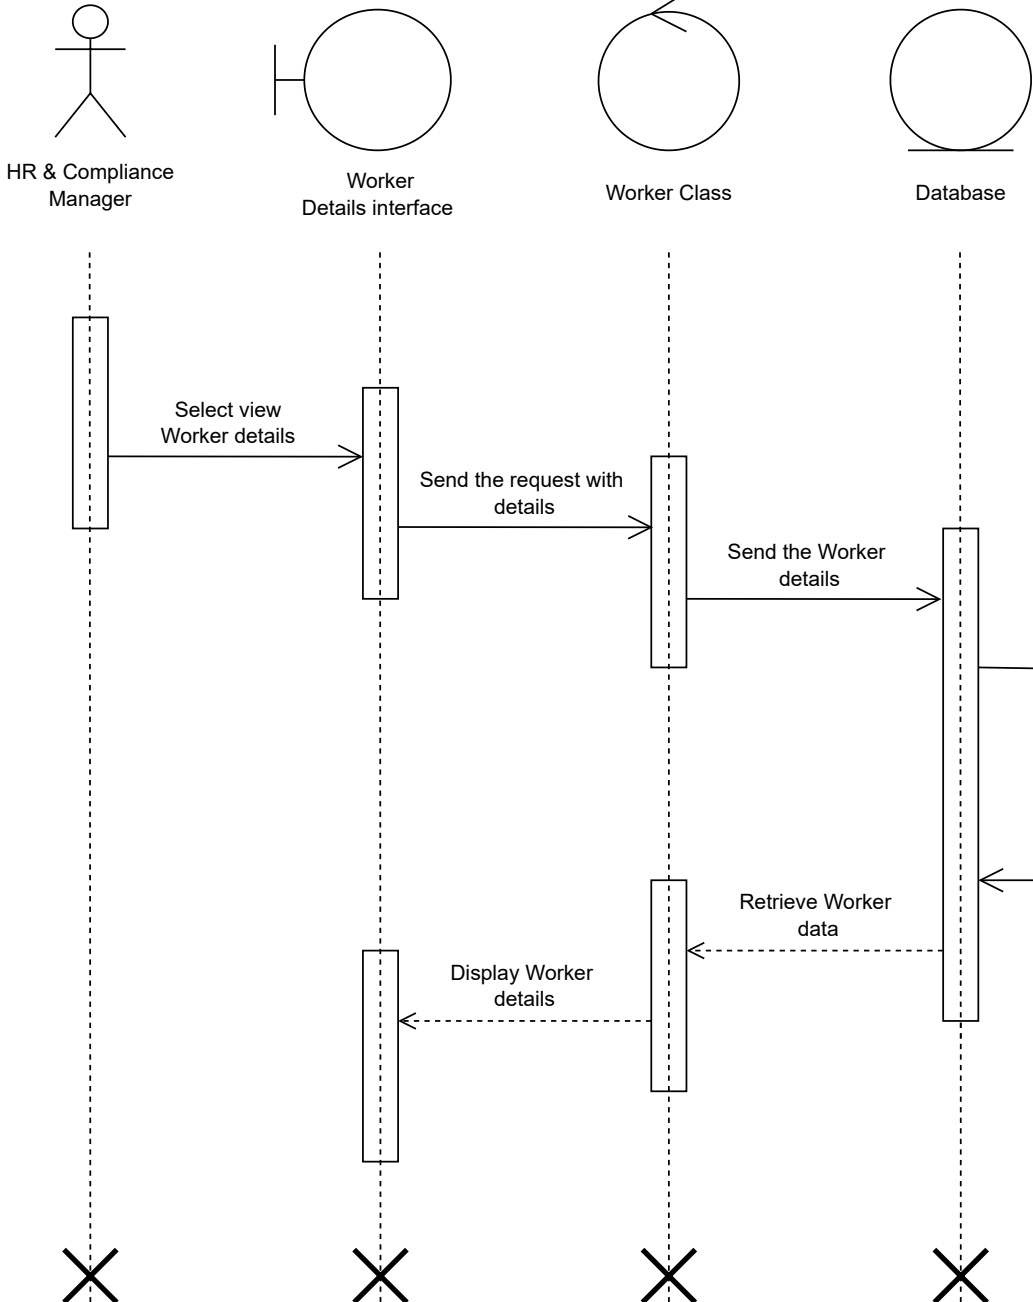 HR & Compliance
Manager
Worker
Details interface
Worker Class
Database
Select view
Worker details
Send the request with
details
Send the Worker
details
Retrieve Worker
data
Display Worker
details